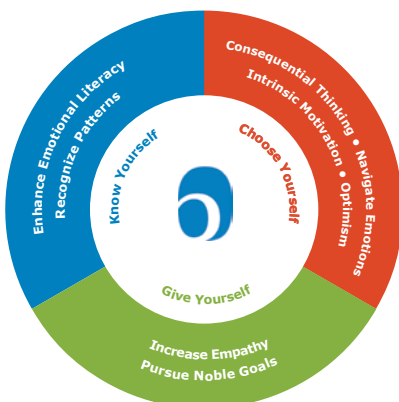 Enhance Emotional Literacy
Recognize Patterns
Know Yourself
Consequential Thinking ● Navigate Emotions
Intrinsic Motivation ● Optimism
Choose Yourself
6
Give Yourself
Increase Empathy
Pursue Noble Goals